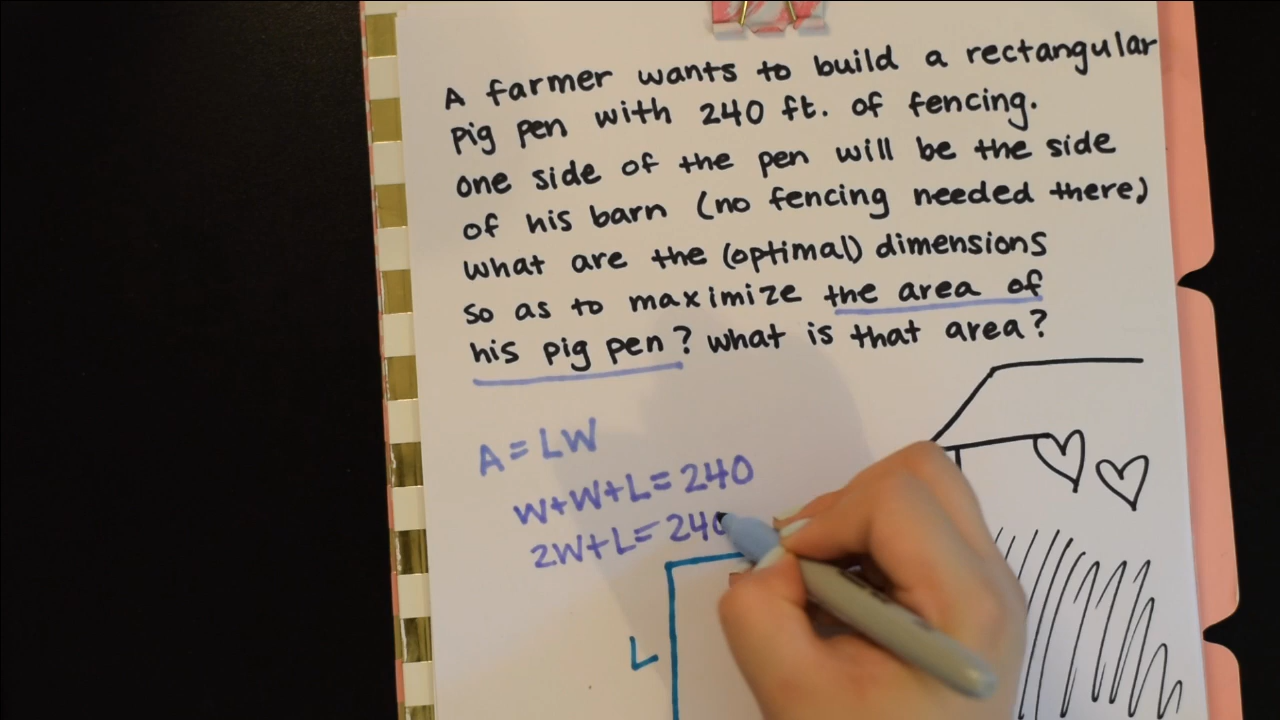 A farmer wants to build a rectangular
pig pen with 240 ft. of fencing.
one side of the pen will be the side
of his barn (no fencing needed there)
what are the (optimal) dimensions
so as to maximize the area of
his pig pen? what is that area?
A = LW
W+W+L= 240
2W+L= 240
L